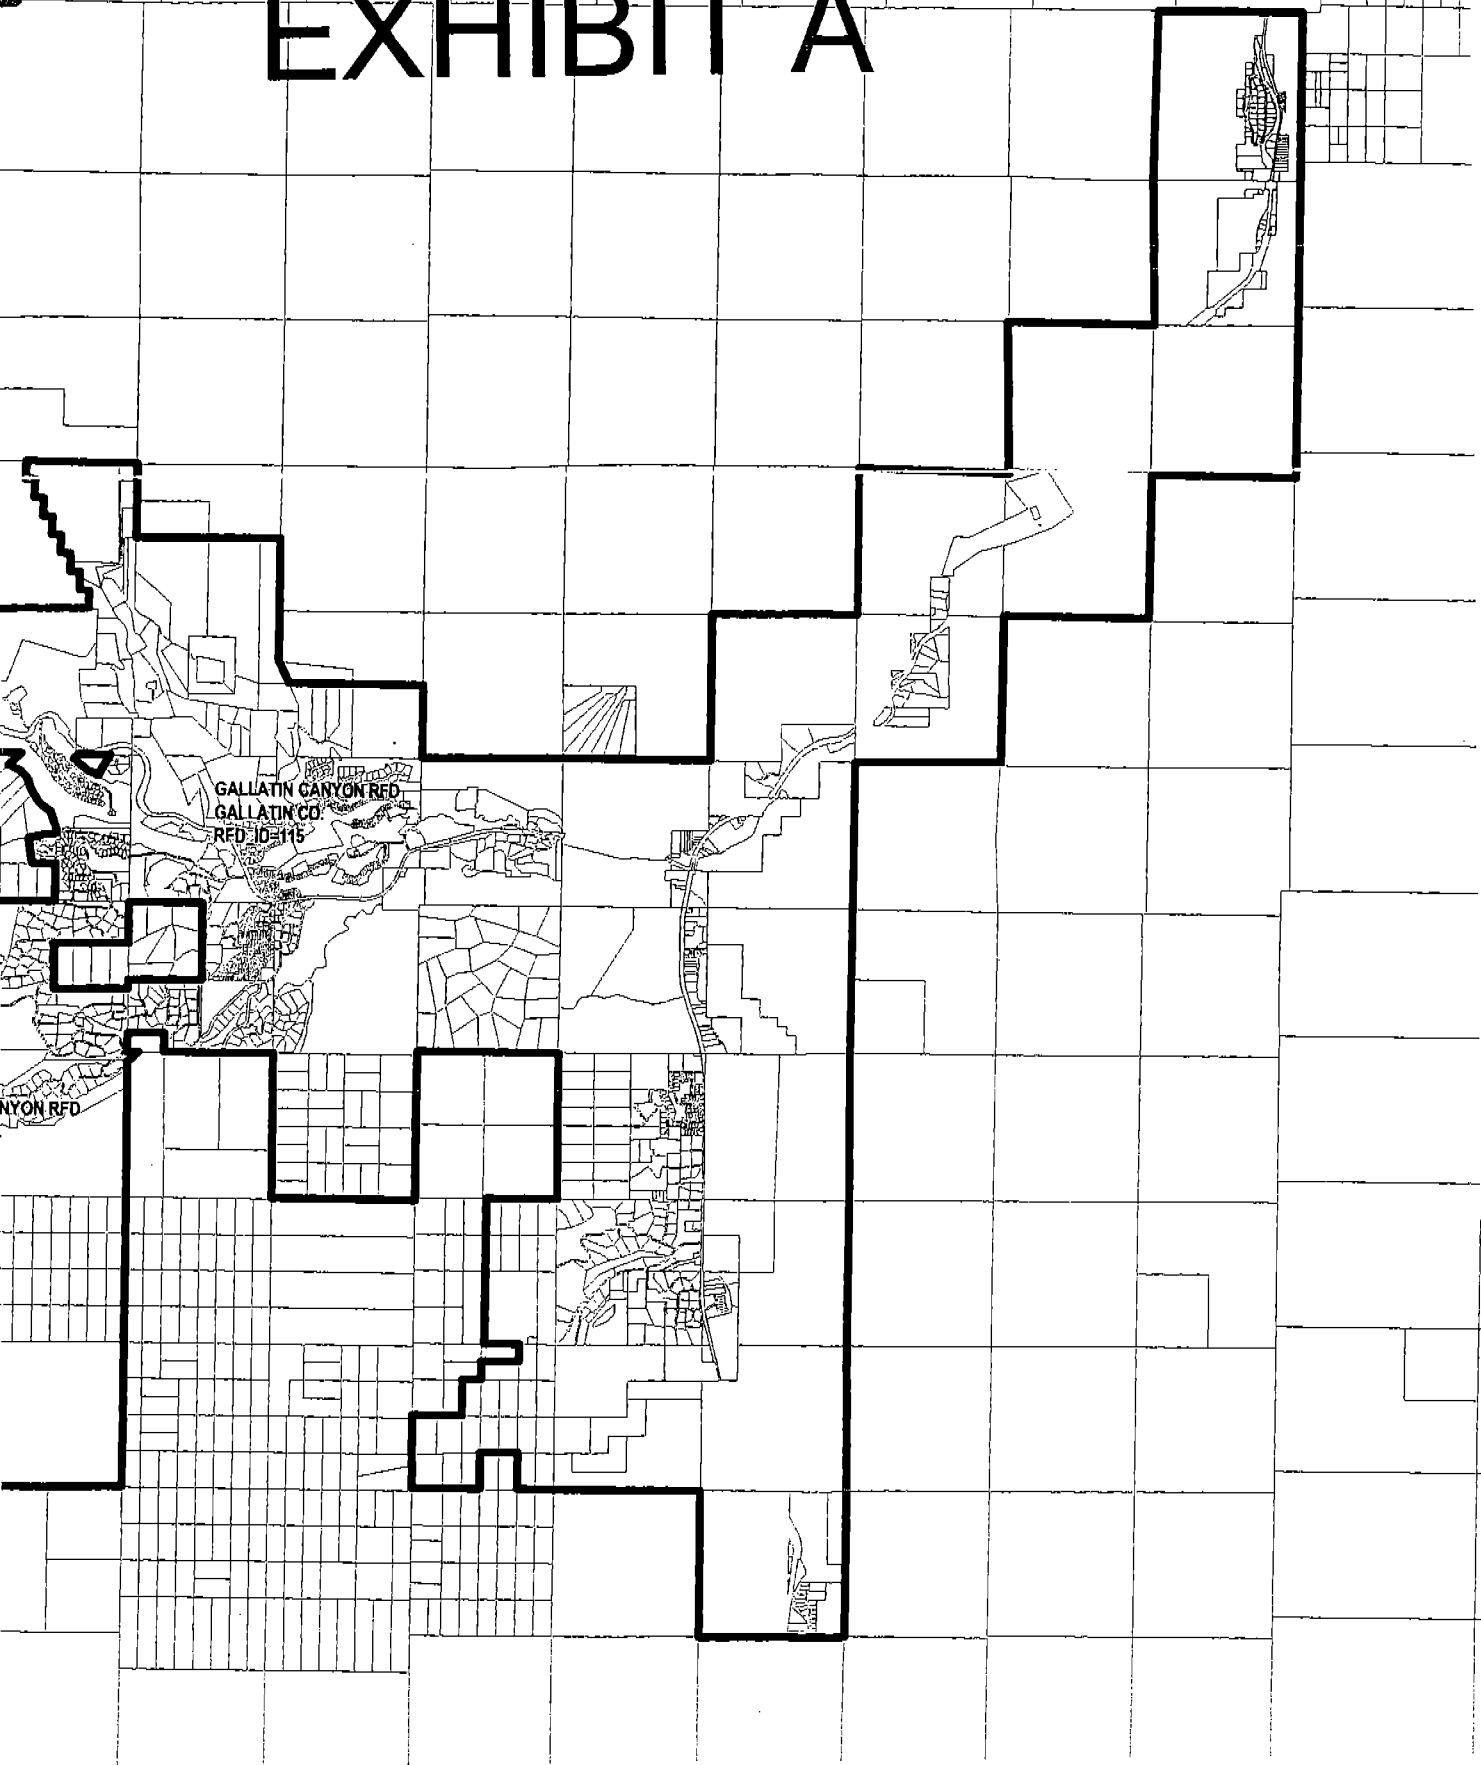 EXHIBIT A
GALLATIN CANYON RFD
GALLATIN CO.
RFD_ID=115
NYON RFD